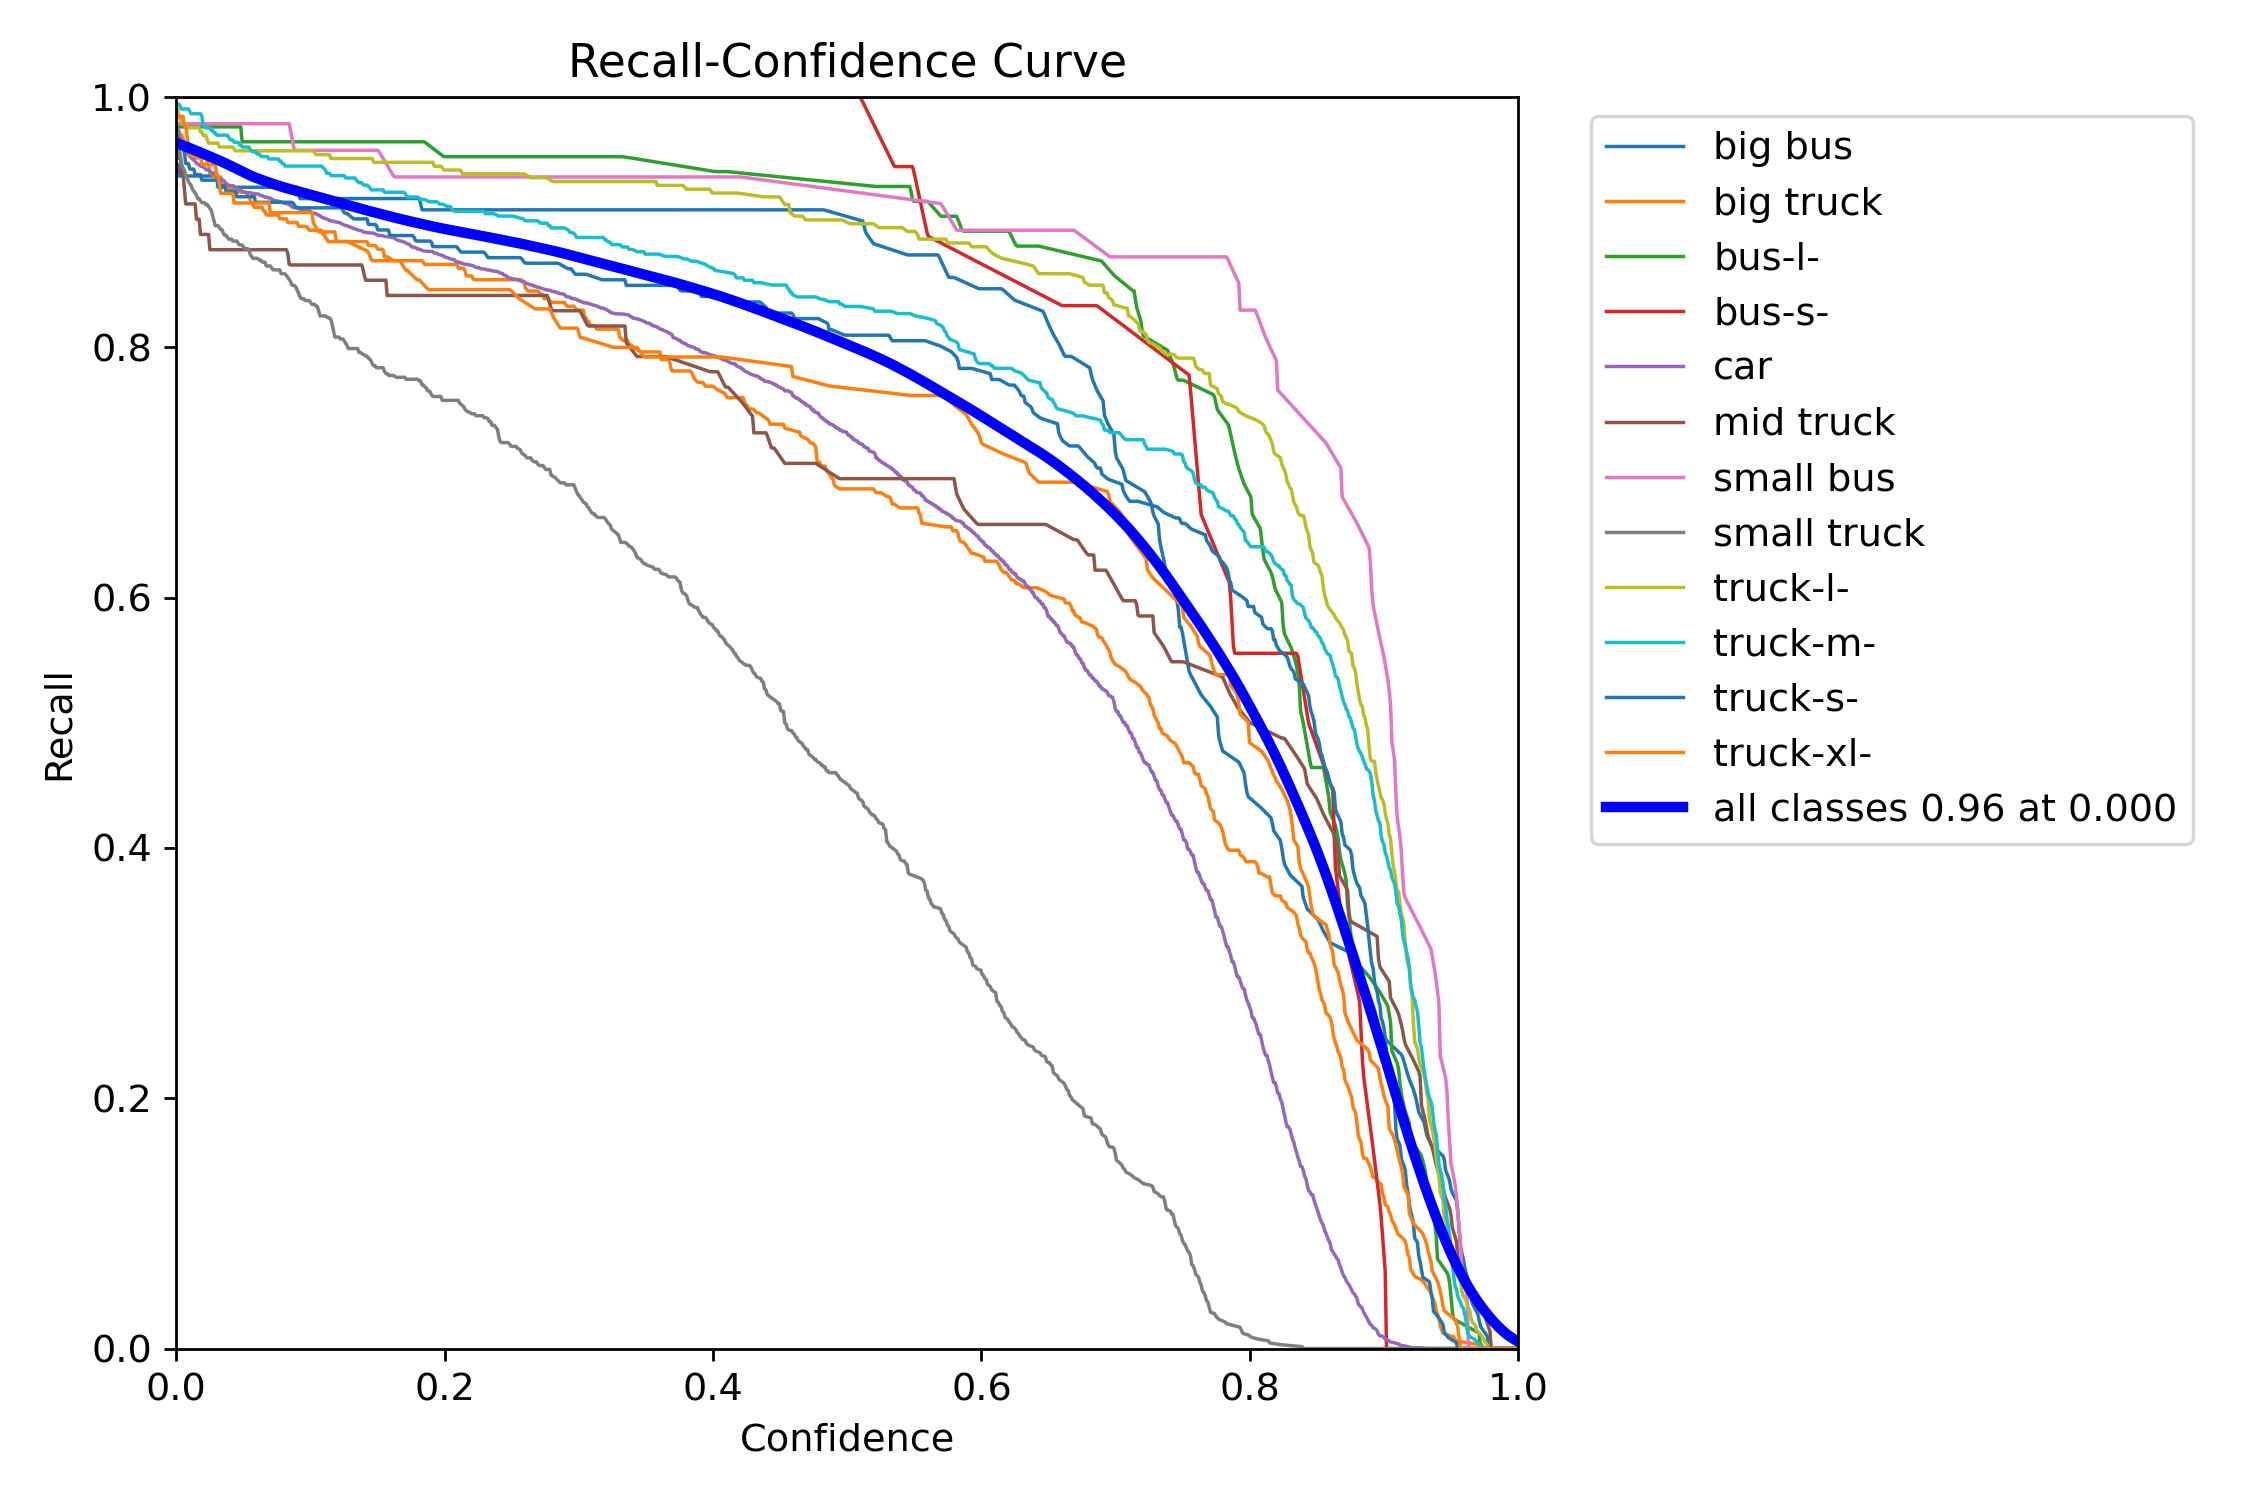 Recall-Confidence Curve
1.0
0.8
0.6
0.4
0.2
0.0
Recall
0.0 0.2 0.4 0.6 0.8 1.0
Confidence
big bus
big truck
bus-l-
bus-s-
car
mid truck
small bus
small truck
truck-l-
truck-m-
truck-s-
truck-xl-
all classes 0.96 at 0.000